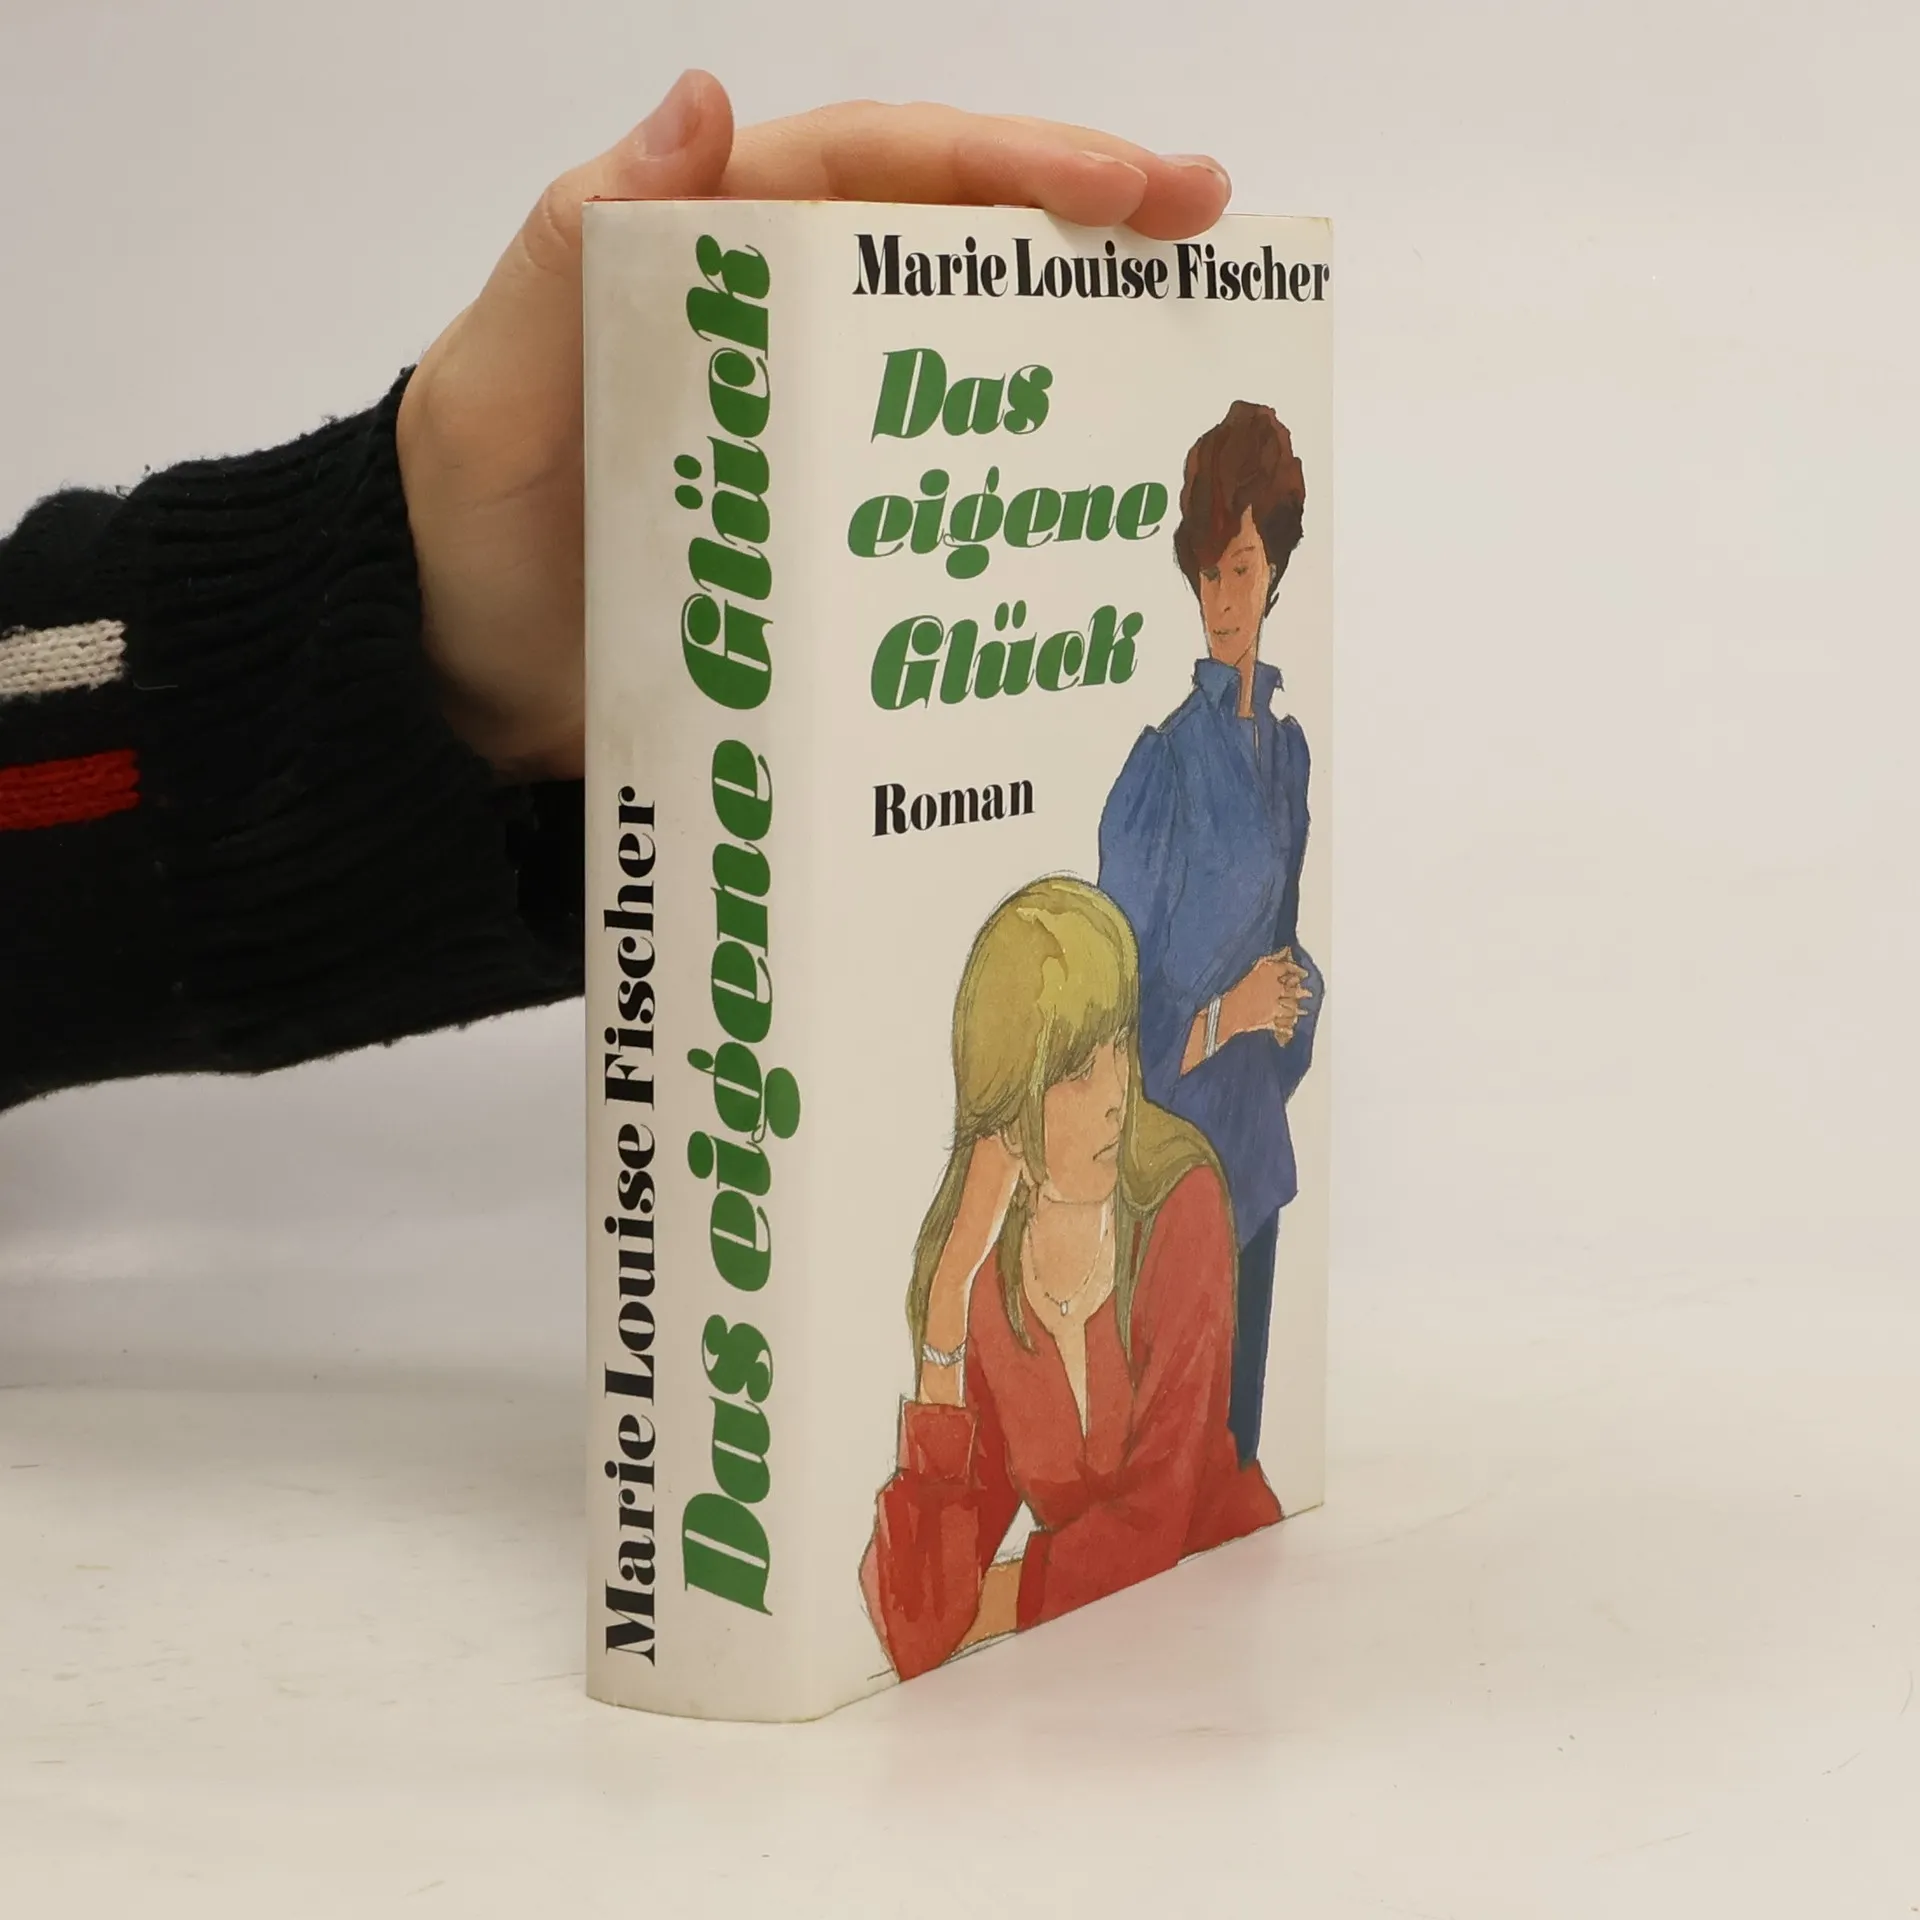 Marie Louise Fischer
Das eigene Glück
Marie Louise Fischer
Das
eigene
Glück
Roman